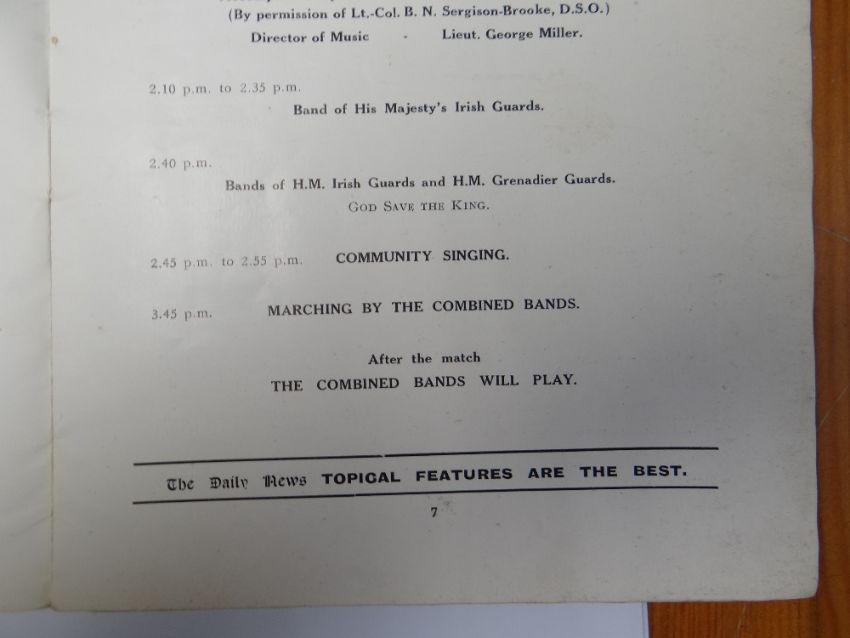 (By permission of Lt.-Col. B. N. Sergison-Brooke, D.S.O.)
Director of Music - Lieut. George Miller.
2.10 p.m. to 2.35 p.m.
Band of His Majesty's Irish Guards.
2.40 p.m.
Bands of H.M. Irish Guards and H.M. Grenadier Guards.
GOD SAVE THE KING.
2.45 p.m. to 2.55 p.m. COMMUNITY SINGING.
3.45 p.m. MARCHING BY THE COMBINED BANDS.
After the match
THE COMBINED BANDS WILL PLAY.
The Daily News TOPICAL FEATURES ARE THE BEST.
7